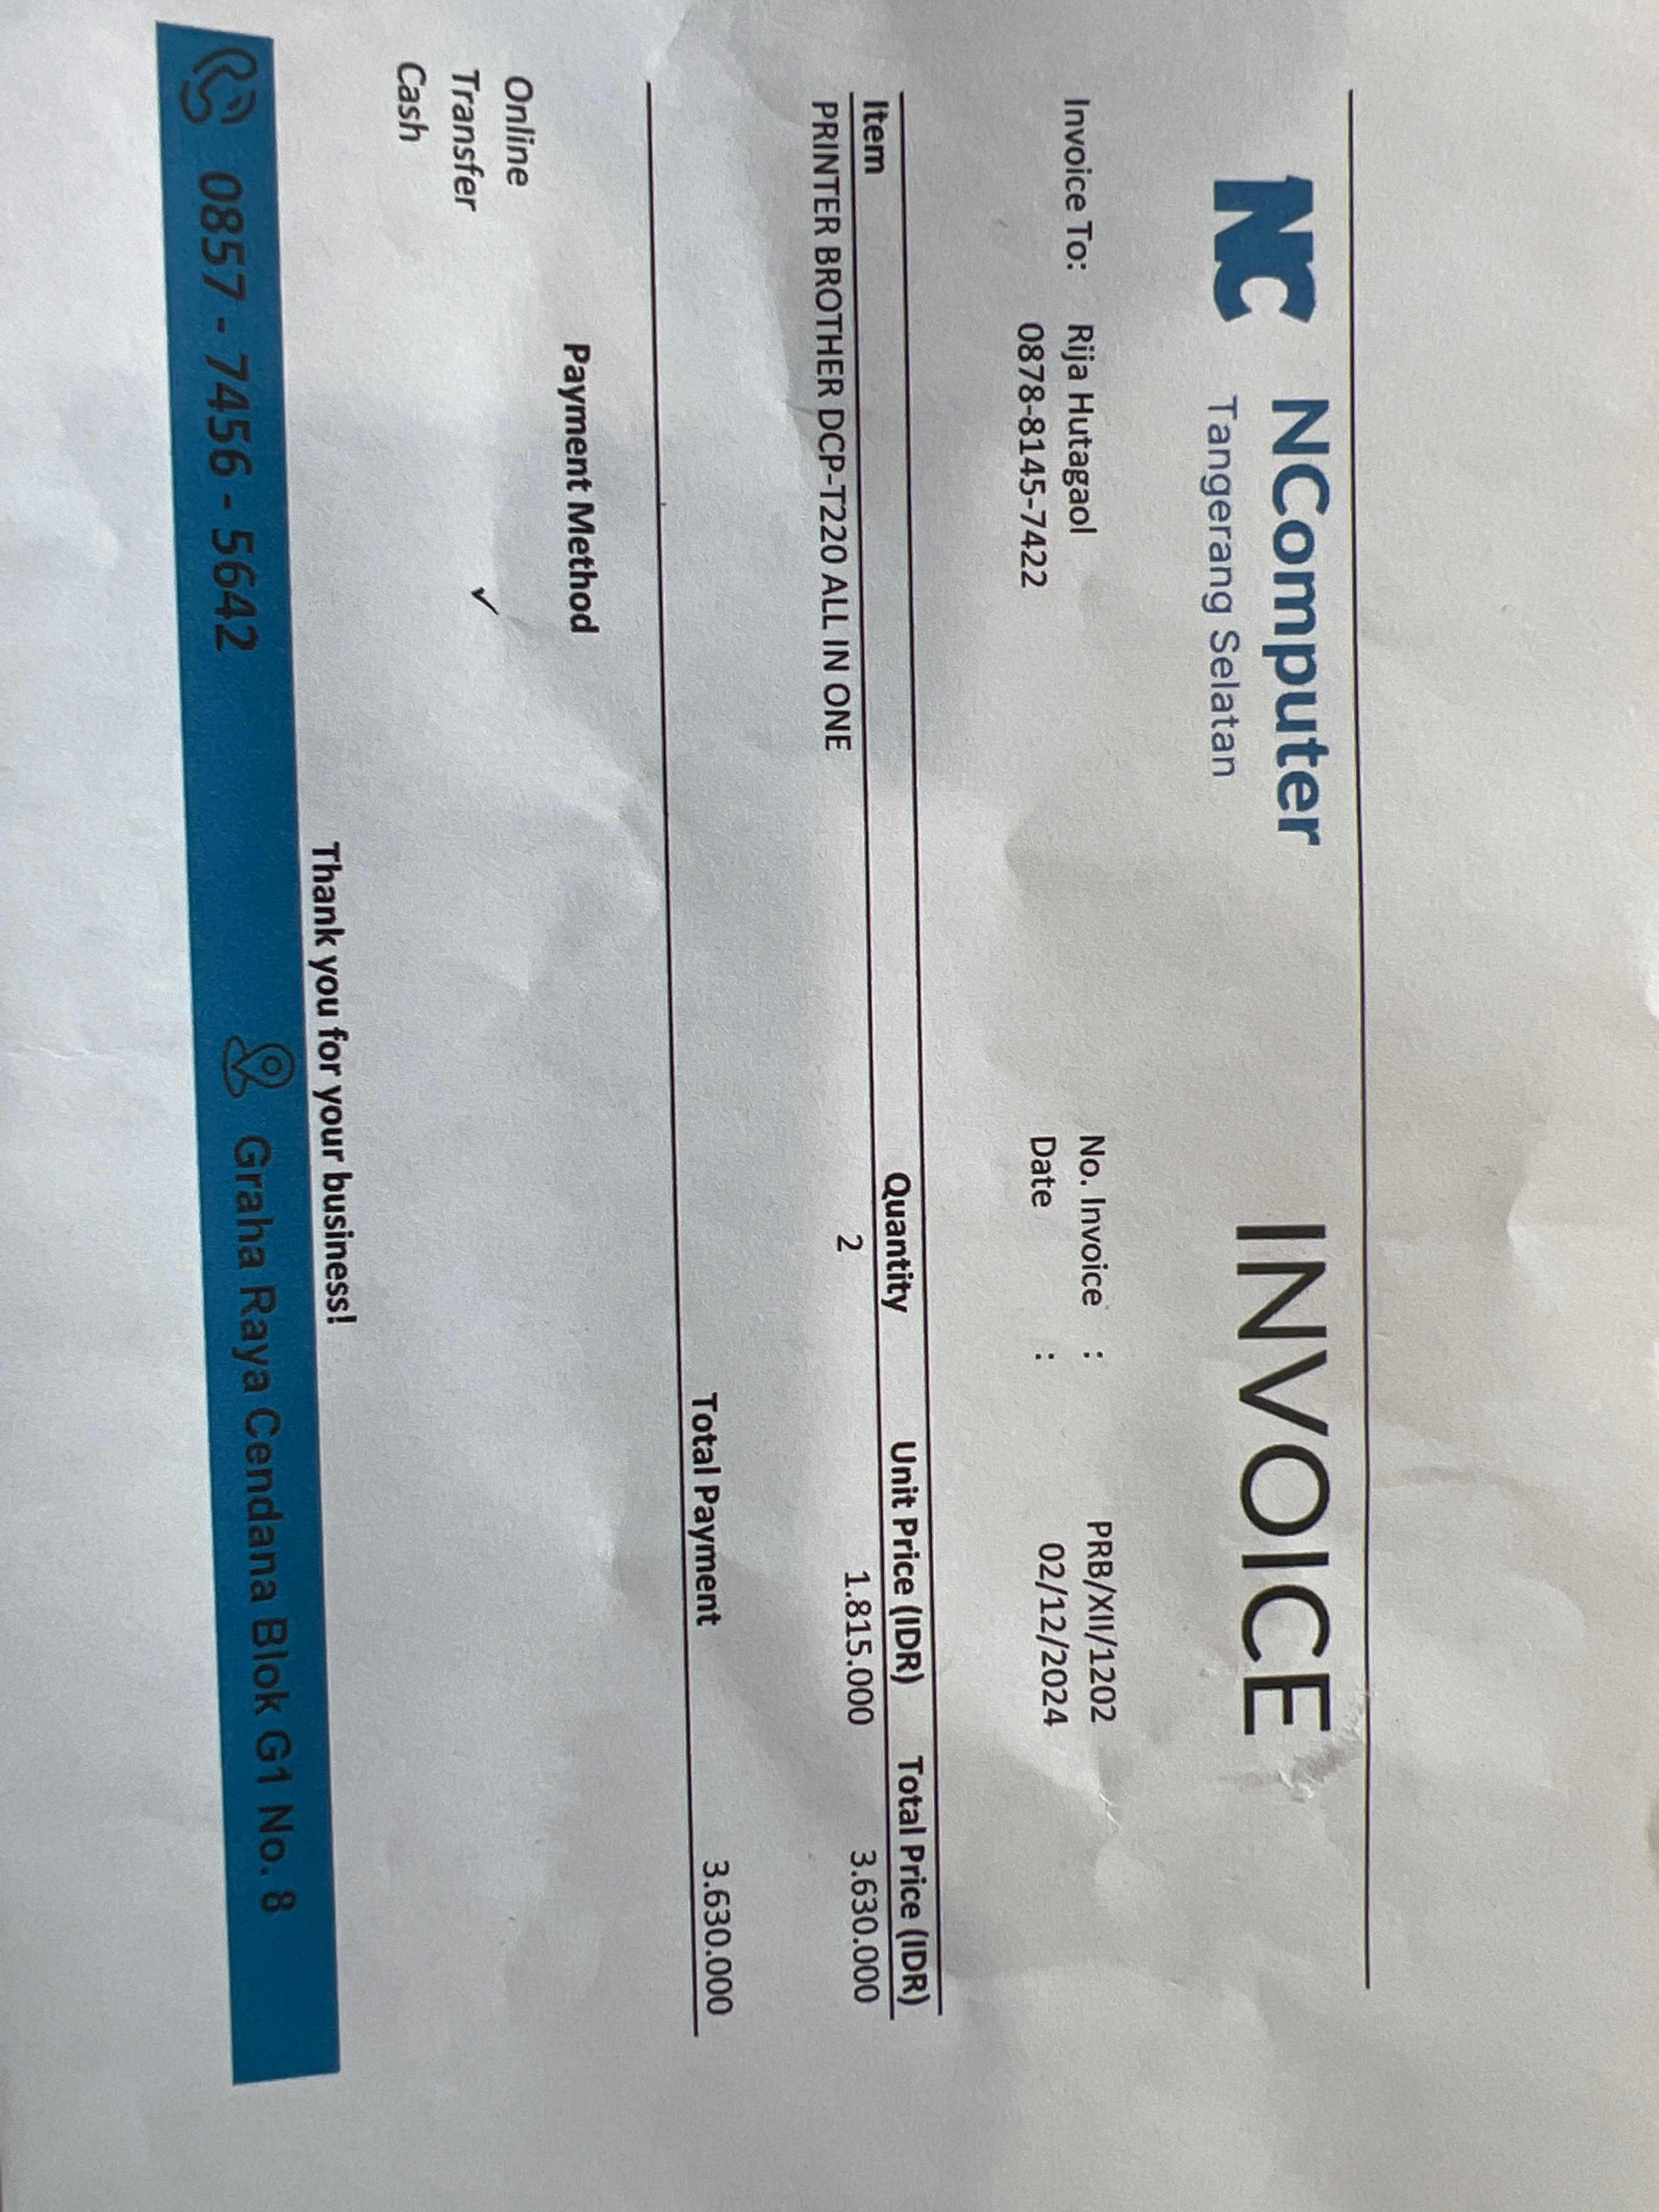 NC NComputer INVOICE
Tangerang Selatan
Invoice To: Rija Hutagaol No. Invoice : PRB/XII/1202
0878-8145-7422 Date : 02/12/2024
Item Quantity Unit Price (IDR) Total Price (IDR)
PRINTER BROTHER DCP-T220 ALL IN ONE 2 1.815.000 3.630.000
Total Payment 3.630.000
Payment Method
Online
Transfer ✓
Cash
Thank you for your business!
0857 - 7456 - 5642 Graha Raya Cendana Blok G1 No. 8